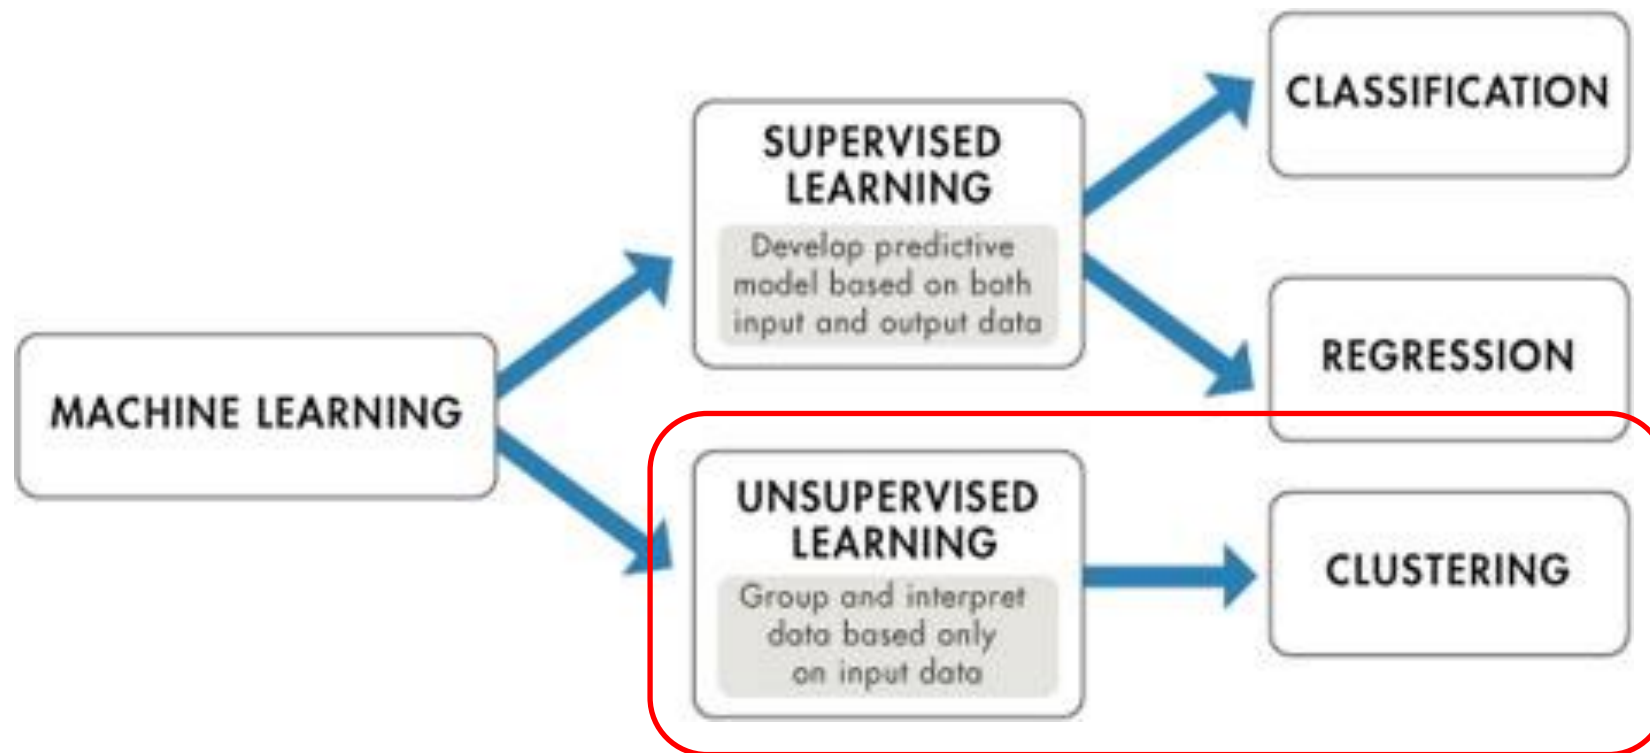 MACHINE LEARNING
SUPERVISED
LEARNING
Develop predictive
model based on both
input and output data
CLASSIFICATION
REGRESSION
UNSUPERVISED
LEARNING
Group and interpret
data based only
on input data
CLUSTERING